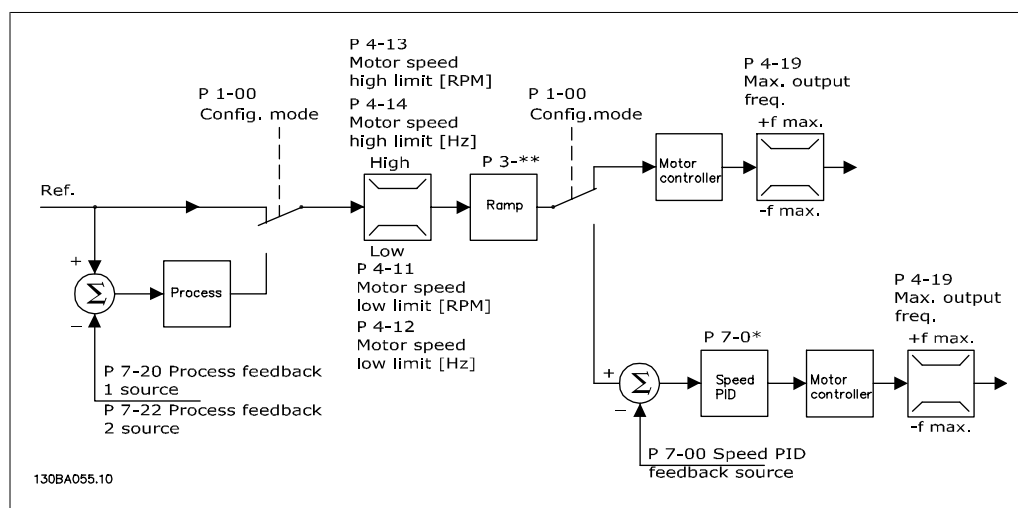 P 4-13
Motor speed
high limit [RPM]
P 4-14
Motor speed
high limit [Hz]
High
P 1-00
Config. mode
P 1-00
Config.mode
P 4-19
Max. output
freq.
+f max.
P 3-**
Ref.
Ramp
Motor
controller
-f max.
Low
P 4-11
Motor speed
low limit [RPM]
P 4-12
Motor speed
low limit [Hz]
+
Σ
−
Process
P 7-20 Process feedback
1 source
P 7-22 Process feedback
2 source
P 4-19
Max. output
freq.
+f max.
P 7-0*
+
Σ
−
Speed
PID
Motor
controller
-f max.
P 7-00 Speed PID
feedback source
130BA055.10